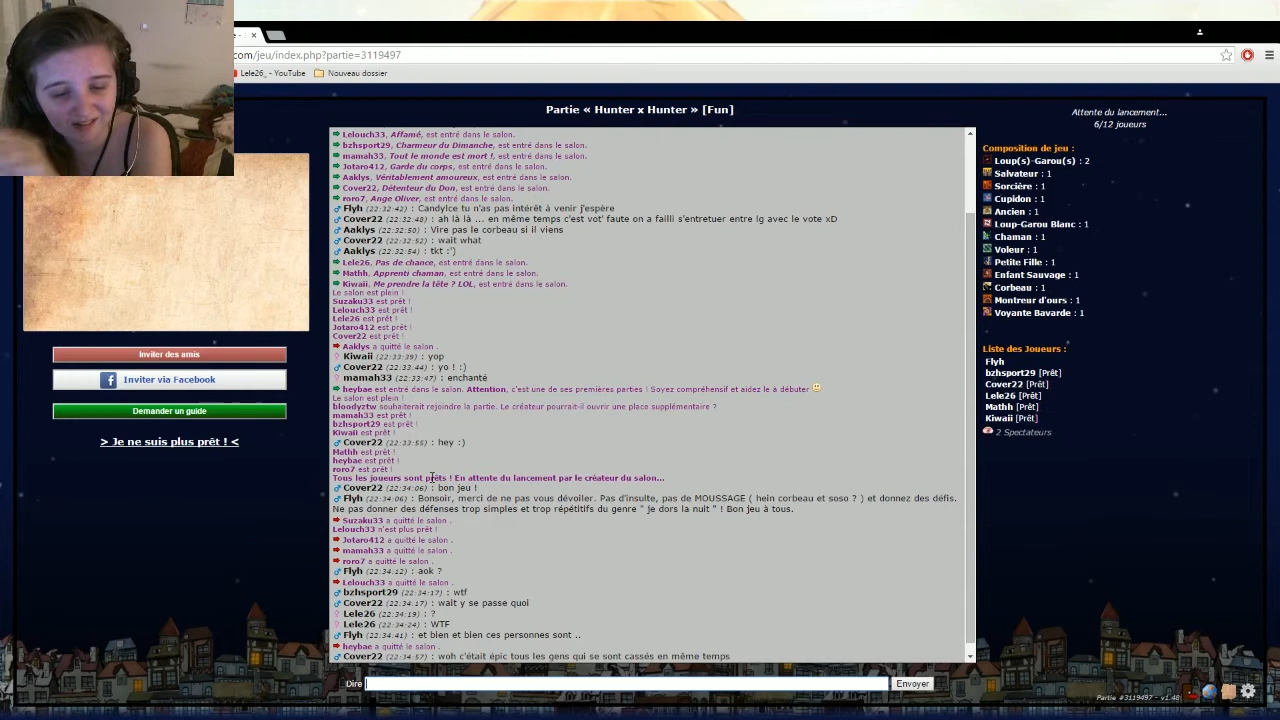 com/jeu/index.php?partie=3119497
Lele26_ - YouTube
Nouveau dossier
Partie « Hunter x Hunter » [Fun]
Attente du lancement...
6/12 joueurs
Lelouch33, Affamé, est entré dans le salon.
bzhsport29, Charmeur du Dimanche, est entré dans le salon.
mamah33, Tout le monde est mort !, est entré dans le salon.
Jotaro412, Garde du corps, est entré dans le salon.
Aaklys, Véritablement amoureux, est entré dans le salon.
Cover22, Détenteur du Don, est entré dans le salon.
roro7, Ange Oliver, est entré dans le salon.
Flyh (22:32:42) : Candylce tu n'as pas intérêt à venir j'espère
Cover22 (22:32:48) : ah là là ... en même temps c'est vot' faute on a failli s'entretuer entre lg avec le vote xD
Aaklys (22:32:50) : Vire pas le corbeau si il viens
Cover22 (22:32:52) : wait what
Aaklys (22:32:54) : tkt :')
Lele26, Pas de chance, est entré dans le salon.
Mathh, Apprenti chaman, est entré dans le salon.
Kiwaii, Me prendre la tête ? LOL, est entré dans le salon.
Le salon est plein !
Suzaku33 est prêt !
Lelouch33 est prêt !
Lele26 est prêt !
Jotaro412 est prêt !
Cover22 est prêt !
Aaklys a quitté le salon .
Kiwaii (22:33:39) : yop
Cover22 (22:33:44) : yo ! :)
mamah33 (22:33:47) : enchanté
heybae est entré dans le salon. Attention, c'est une de ses premières parties ! Soyez compréhensif et aidez le à débuter
Le salon est plein !
bloodyztw souhaiterait rejoindre la partie. Le créateur pourrait-il ouvrir une place supplémentaire ?
mamah33 est prêt !
bzhsport29 est prêt !
Kiwaii est prêt !
Cover22 (22:33:55) : hey :)
Mathh est prêt !
heybae est prêt !
roro7 est prêt !
Tous les joueurs sont prêts ! En attente du lancement par le créateur du salon...
Cover22 (22:34:06) : bon jeu !
Flyh (22:34:06) : Bonsoir, merci de ne pas vous dévoiler. Pas d'insulte, pas de MOUSSAGE ( hein corbeau et soso ? ) et donnez des défis.
Ne pas donner des défenses trop simples et trop répétitifs du genre " je dors la nuit " ! Bon jeu à tous.
Suzaku33 a quitté le salon .
Lelouch33 n'est plus prêt !
Jotaro412 a quitté le salon .
mamah33 a quitté le salon .
roro7 a quitté le salon .
Flyh (22:34:12) : aok ?
Lelouch33 a quitté le salon .
bzhsport29 (22:34:17) : wtf
Cover22 (22:34:17) : wait y se passe quoi
Lele26 (22:34:19) : ?
Lele26 (22:34:24) : WTF
Flyh (22:34:41) : et bien et bien ces personnes sont ..
heybae a quitté le salon .
Cover22 (22:34:57) : woh c'était épic tous les gens qui se sont cassés en même temps
Dire
Envoyer
Inviter des amis
Inviter via Facebook
Demander un guide
> Je ne suis plus prêt ! <
Composition de jeu :
Loup(s)-Garou(s) : 2
Salvateur : 1
Sorcière : 1
Cupidon : 1
Ancien : 1
Loup-Garou Blanc : 1
Chaman : 1
Voleur : 1
Petite Fille : 1
Enfant Sauvage : 1
Corbeau : 1
Montreur d'ours : 1
Voyante Bavarde : 1
Liste des Joueurs :
Flyh
bzhsport29 [Prêt]
Cover22 [Prêt]
Lele26 [Prêt]
Mathh [Prêt]
Kiwaii [Prêt]
2 Spectateurs
Partie #3119497 - v1.48